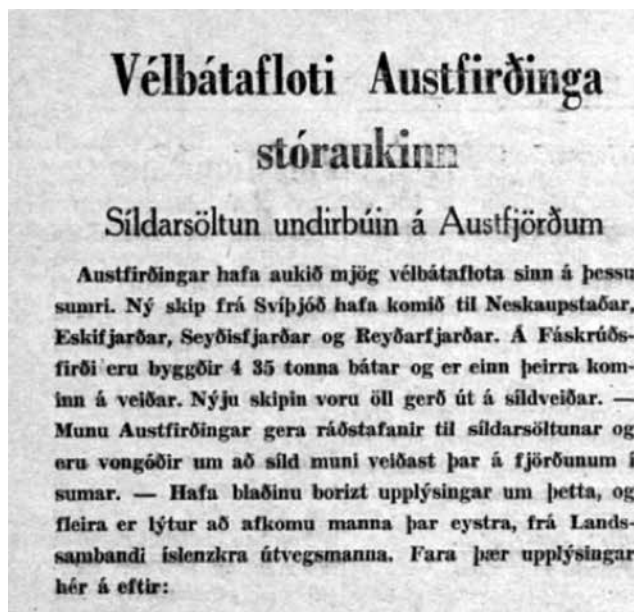 Vélbátafloti Austfirðinga
stóraukinn
Síldarsöltun undirbúin á Austfjörðum
Austfirðingar hafa aukið mjög vélbátaflota sinn á þessu
sumri. Ný skip frá Svíþjóð hafa komið til Neskaupstaðar,
Eskifjarðar, Seyðisfjarðar og Reyðarfjarðar. Á Fáskrúðs-
firði eru byggðir 4 35 tonna bátar og er einn þeirra kom-
inn á veiðar. Nýju skipin voru öll gerð út á síldveiðar. —
Munu Austfirðingar gera ráðstafanir til síldarsöltunar og
eru vongóðir um að síld muni veiðast þar á fjörðunum í
sumar. — Hafa blaðinu borizt upplýsingar um þetta, og
fleira er lýtur að afkomu manna þar eystra, frá Lands-
sambandi íslenzkra útvegsmanna. Fara þær upplýsingar
hér á eftir: